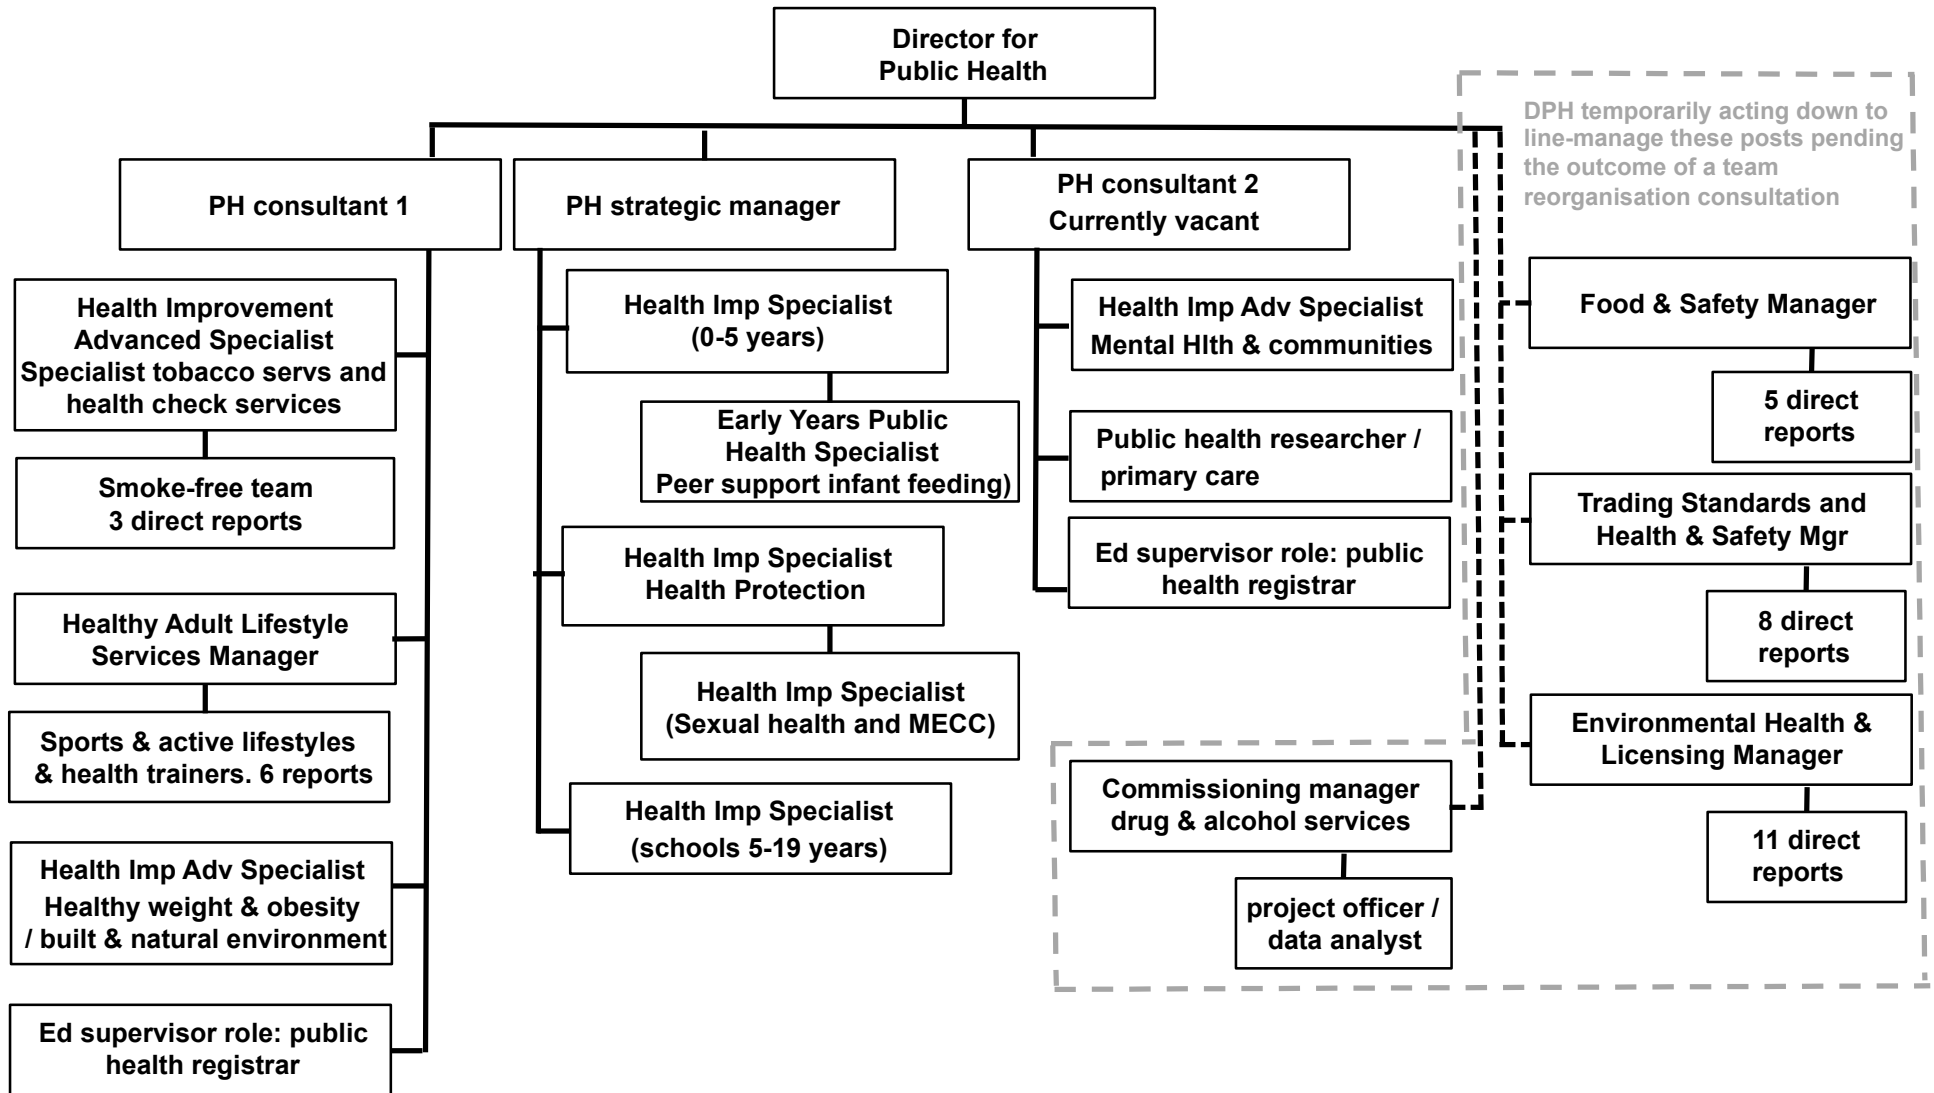 Director for
Public Health
DPH temporarily acting down to
line-manage these posts pending
the outcome of a team
reorganisation consultation
PH consultant 1
PH strategic manager
PH consultant 2
Currently vacant
Health Improvement
Advanced Specialist
Specialist tobacco servs and
health check services
Smoke-free team
3 direct reports
Healthy Adult Lifestyle
Services Manager
Sports & active lifestyles
& health trainers. 6 reports
Health Imp Adv Specialist
Healthy weight & obesity
/ built & natural environment
Ed supervisor role: public
health registrar
Health Imp Specialist
(0-5 years)
Early Years Public
Health Specialist
Peer support infant feeding)
Health Imp Specialist
Health Protection
Health Imp Specialist
(Sexual health and MECC)
Health Imp Specialist
(schools 5-19 years)
Health Imp Adv Specialist
Mental Hlth & communities
Public health researcher /
primary care
Ed supervisor role: public
health registrar
Commissioning manager
drug & alcohol services
project officer /
data analyst
Food & Safety Manager
5 direct
reports
Trading Standards and
Health & Safety Mgr
8 direct
reports
Environmental Health &
Licensing Manager
11 direct
reports